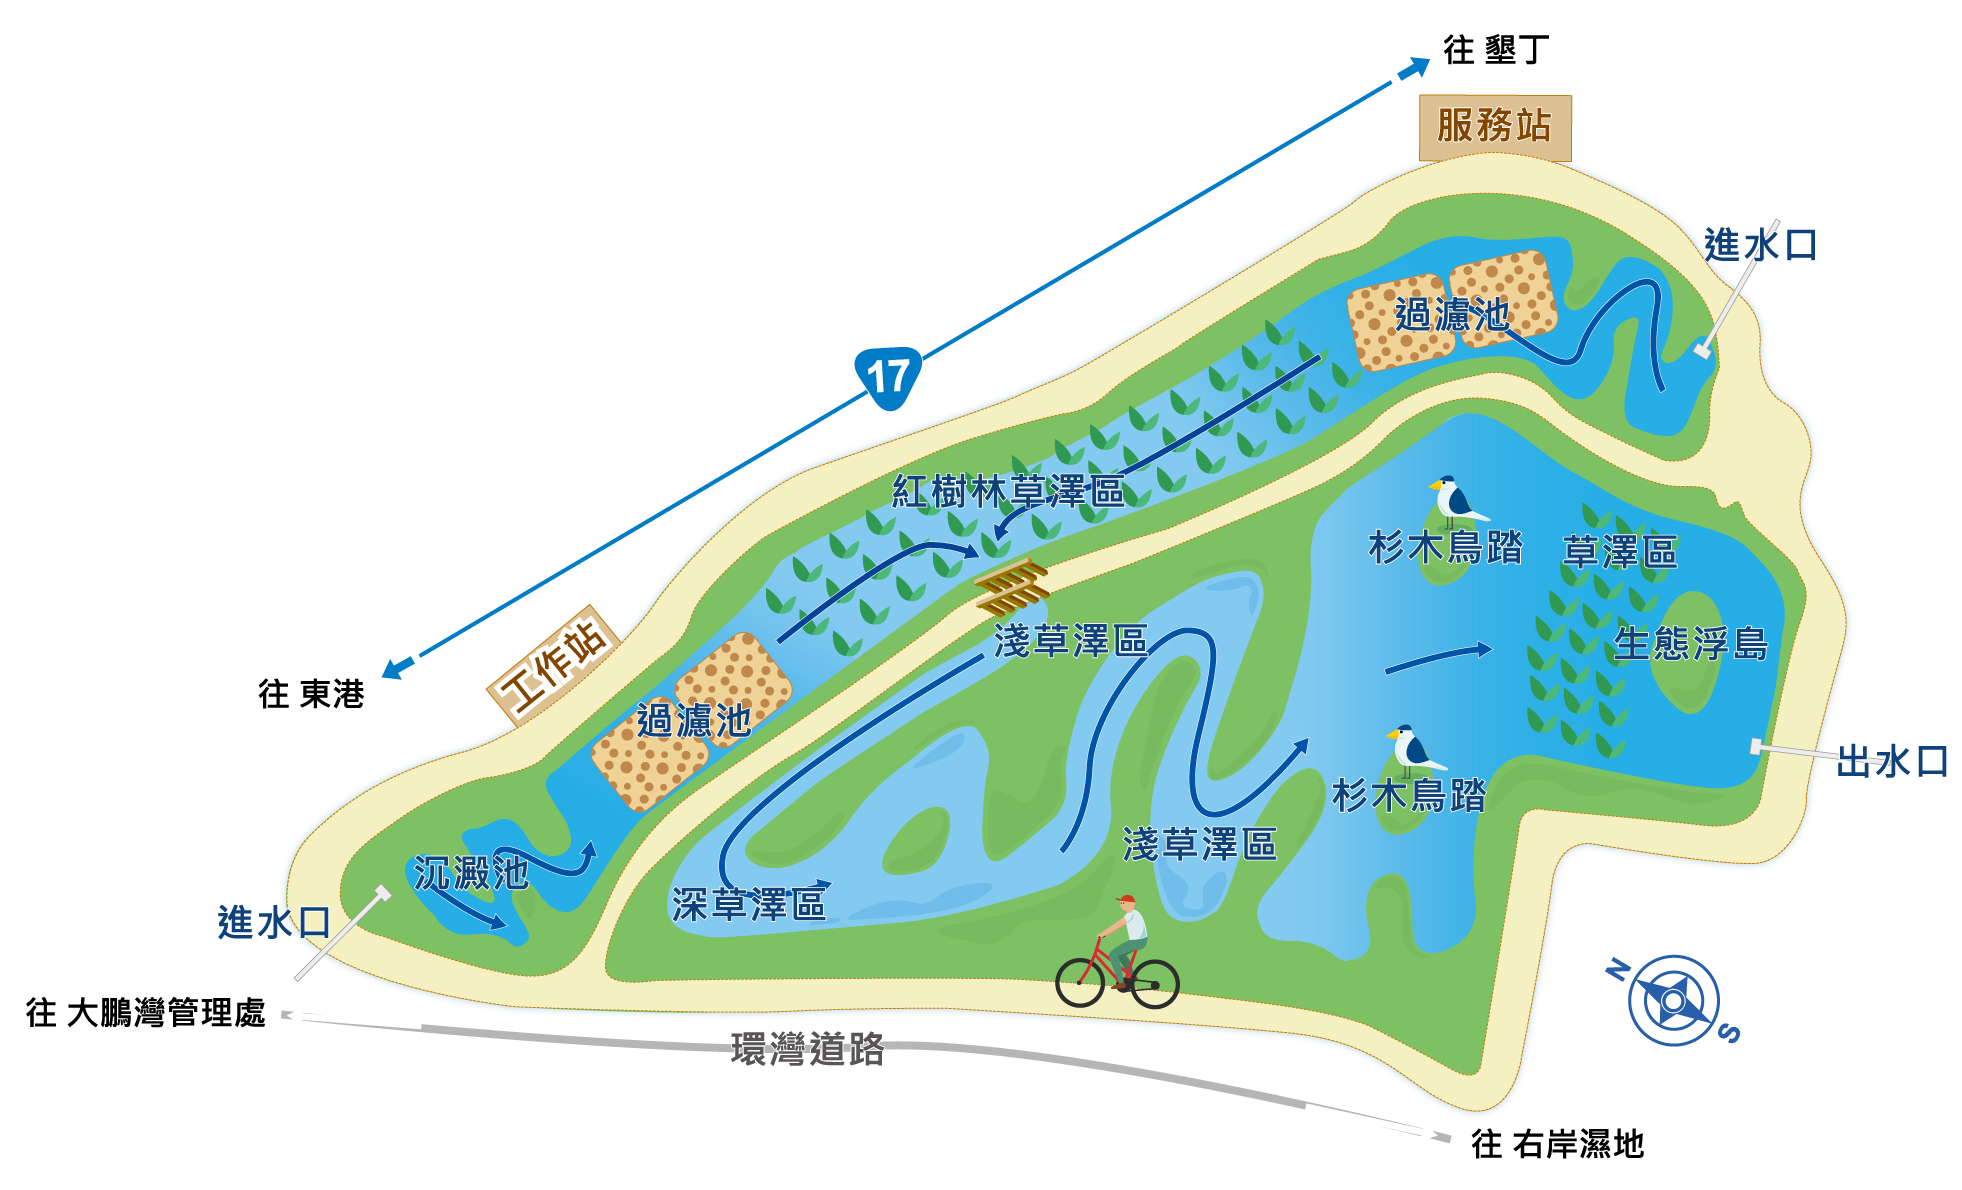 往 墾丁
服務站
進水口
過濾池
17
紅樹林草澤區
杉木鳥踏
草澤區
工作站
淺草澤區
生態浮島
往 東港
過濾池
出水口
杉木鳥踏
淺草澤區
沉澱池
深草澤區
進水口
N
S
往 大鵬灣管理處
環灣道路
往 右岸濕地